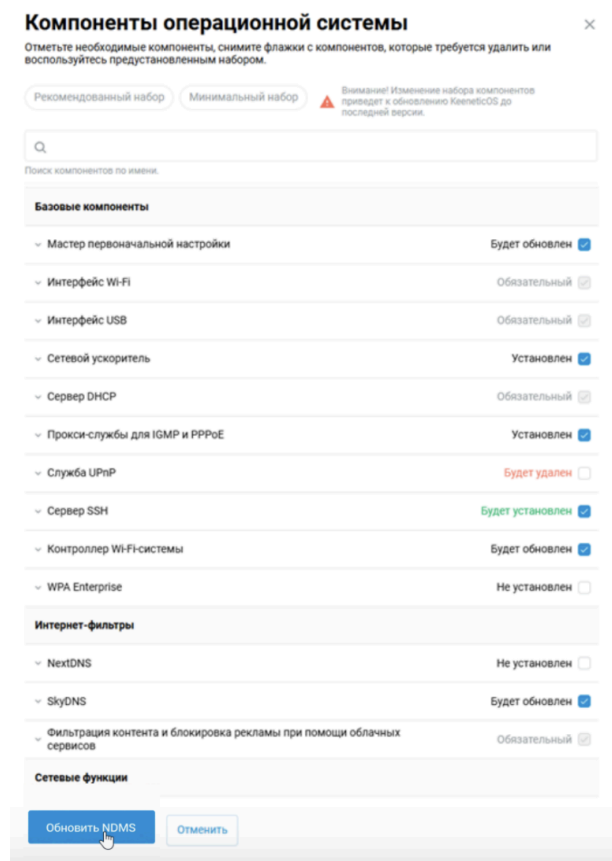 Компоненты операционной системы
Отметьте необходимые компоненты, снимите флажки с компонентов, которые требуется удалить или
воспользуйтесь предустановленным набором.
Рекомендованный набор
Минимальный набор
Внимание! Изменение набора компонентов
приведет к обновлению KeeneticOS до
последней версии.
Поиск компонентов по имени.
Базовые компоненты
Мастер первоначальной настройки Будет обновлен
Интерфейс Wi-Fi Обязательный
Интерфейс USB Обязательный
Сетевой ускоритель Установлен
Сервер DHCP Обязательный
Прокси-службы для IGMP и PPPoE Установлен
Служба UPnP Будет удален
Сервер SSH Будет установлен
Контроллер Wi-Fi-системы Будет обновлен
WPA Enterprise Не установлен
Интернет-фильтры
NextDNS Не установлен
SkyDNS Будет обновлен
Фильтрация контента и блокировка рекламы при помощи облачных
сервисов Обязательный
Сетевые функции
Обновить NDMS Отменить